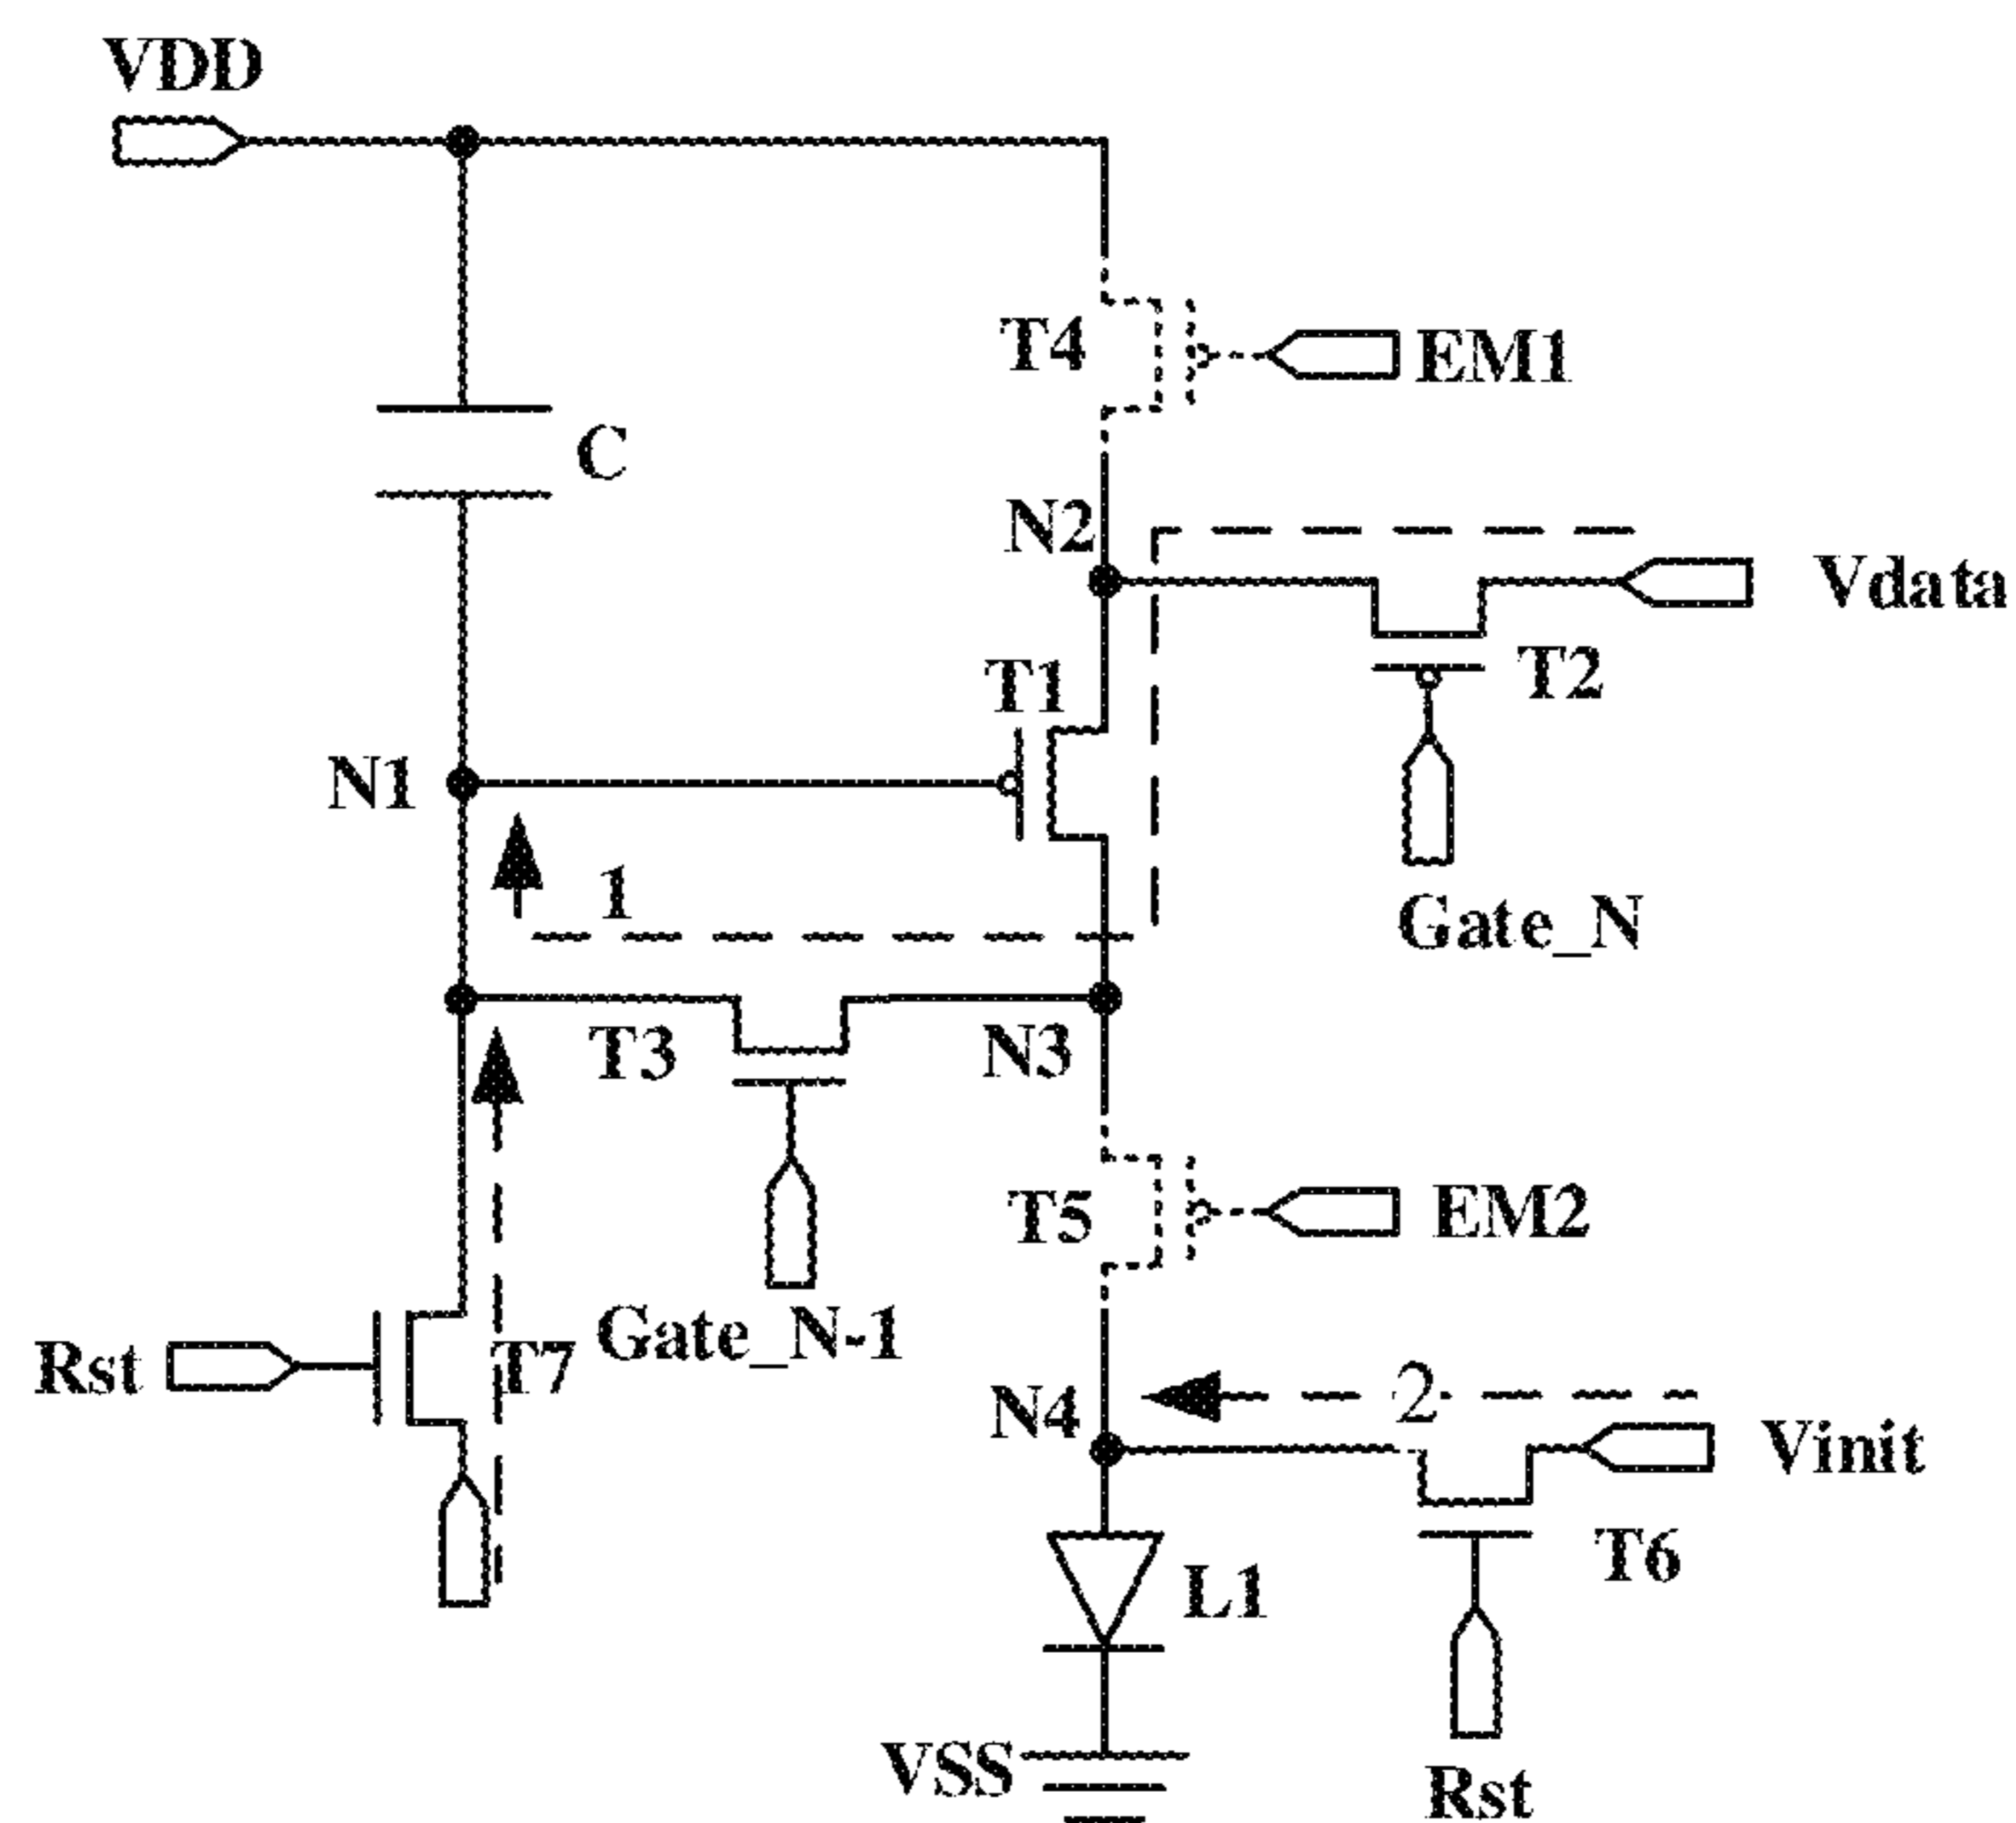 VDD
T4
EM1
C
N2
Vdata
T1
T2
N1
1
Gate_N
T3
N3
T5
EM2
Gate_N-1
Rst
T7
N4
2
Vinit
T6
L1
VSS
Rst